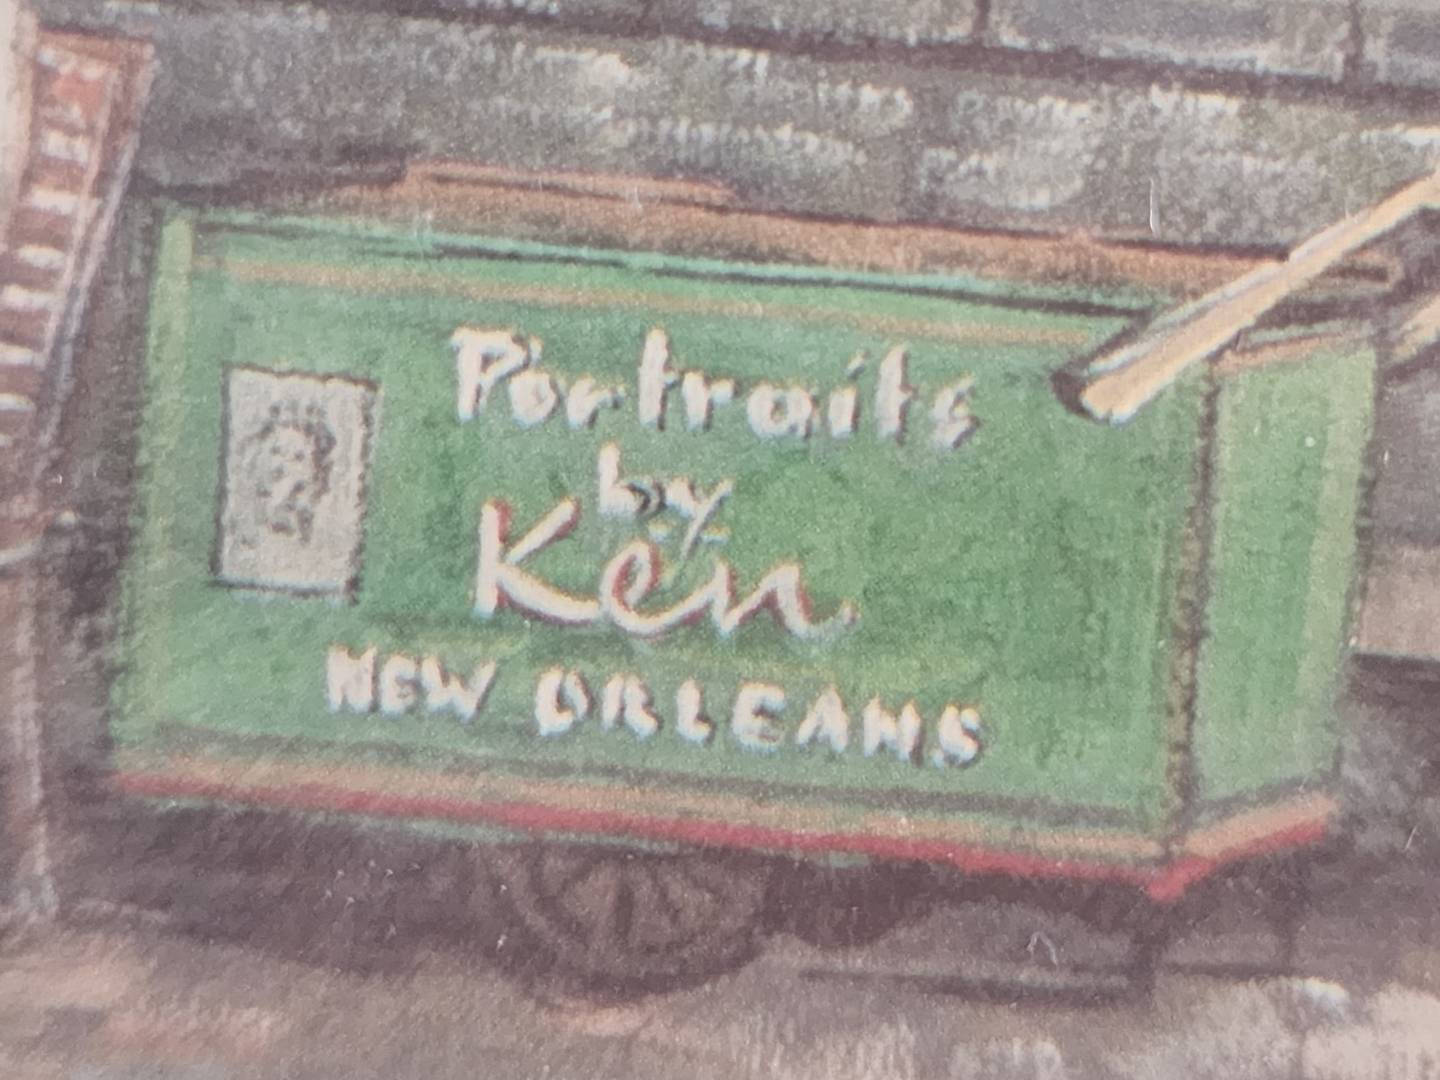 Portraits
by
Ken
NEW ORLEANS